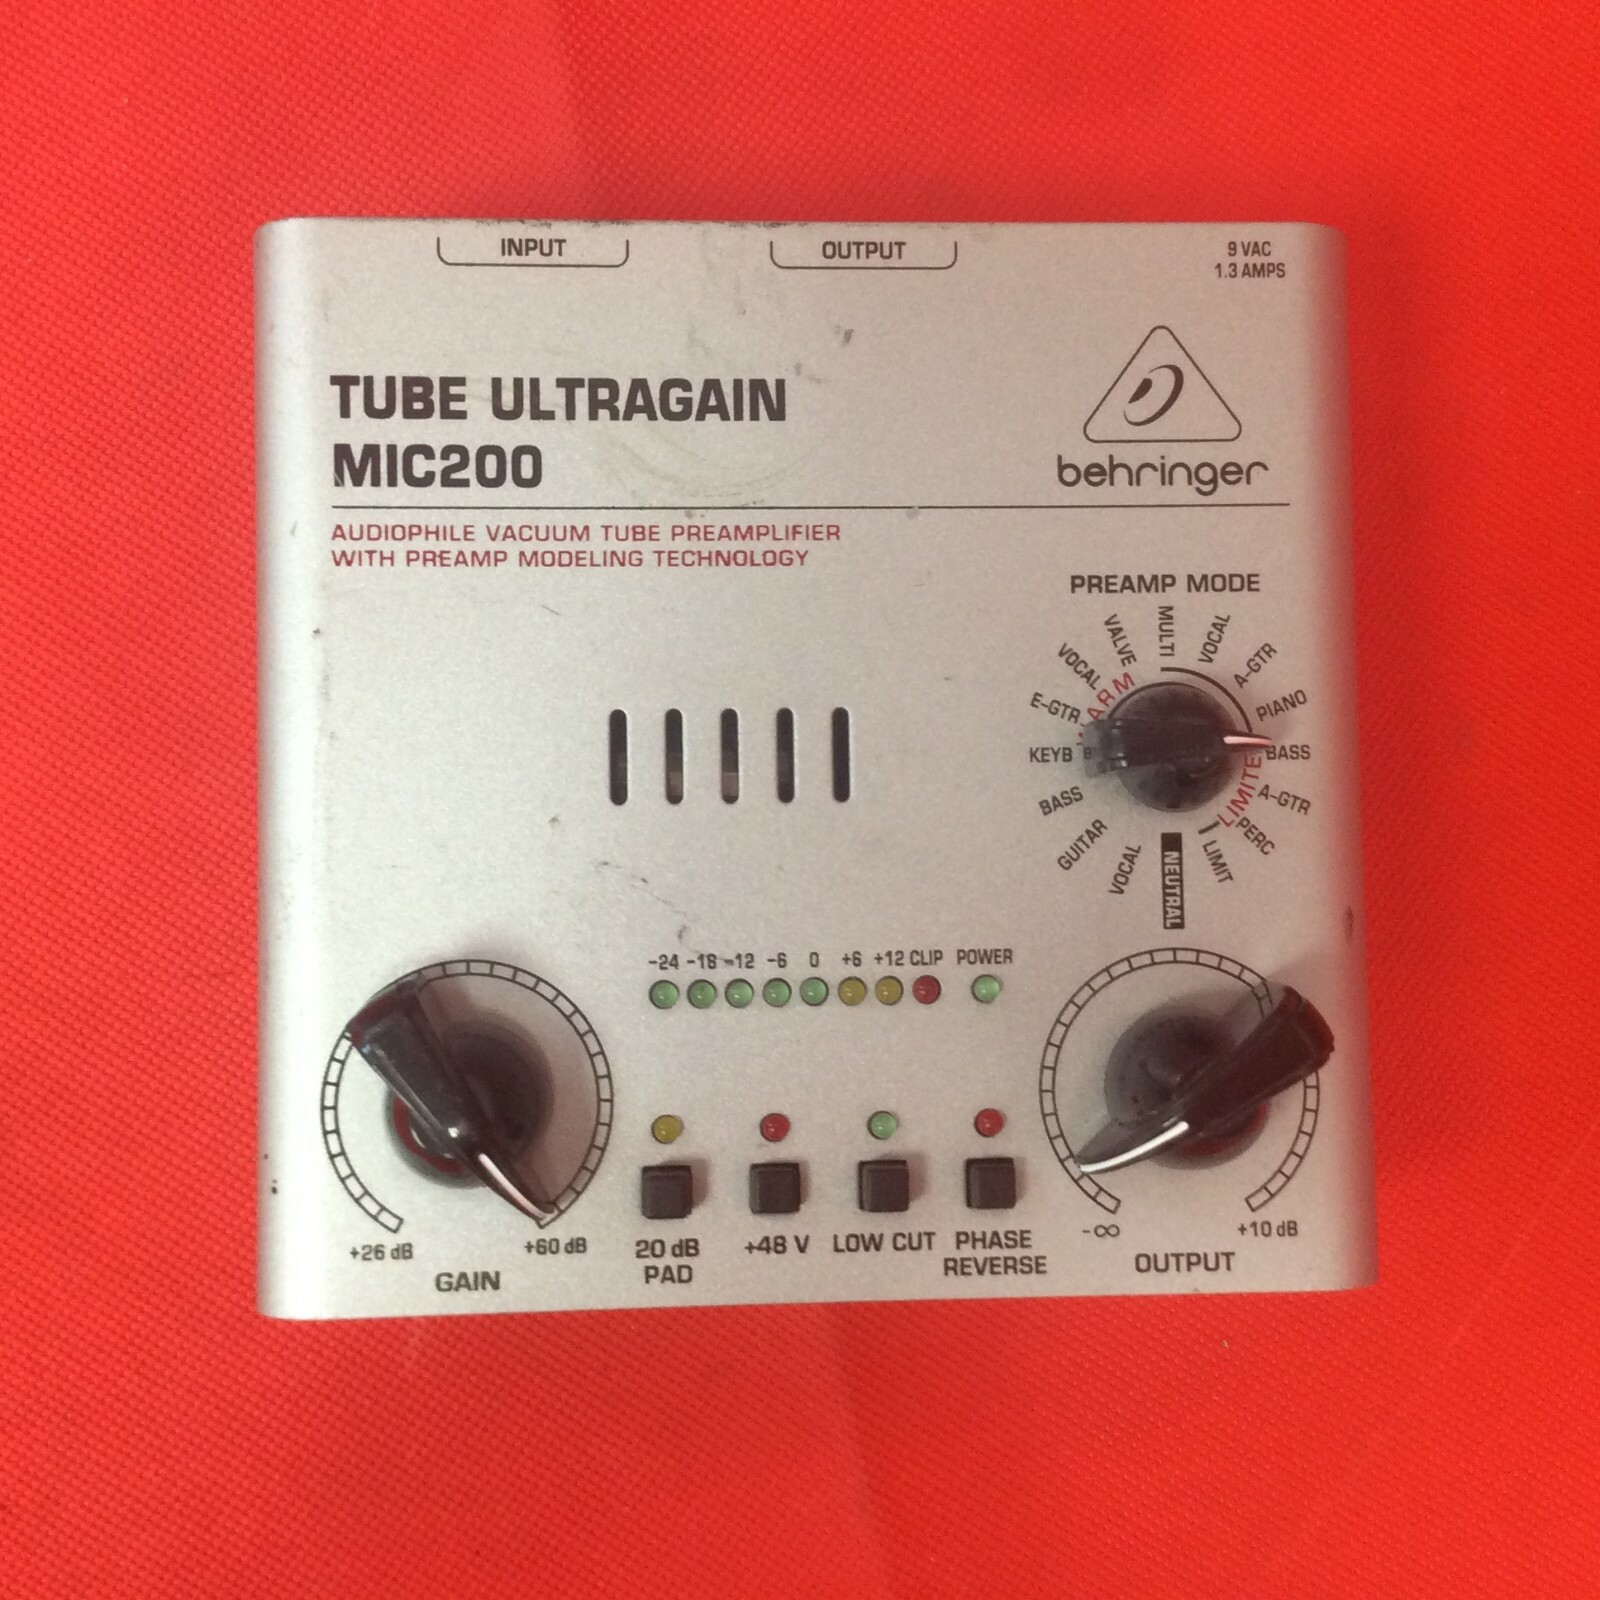 INPUT
OUTPUT
9 VAC
1.3 AMPS
TUBE ULTRAGAIN
MIC200
behringer
AUDIOPHILE VACUUM TUBE PREAMPLIFIER
WITH PREAMP MODELING TECHNOLOGY
PREAMP MODE
NEUTRAL
VOCAL
GUITAR
BASS
KEYB
E-GTR
VOCAL
VALVE
MULTI
VOCAL
A-GTR
PIANO
BASS
A-GTR
PERC
LIMIT
-24 -18 -12 -6 0 +6 +12 CLIP POWER
+26 dB
+60 dB
GAIN
20 dB
PAD
+48 V
LOW CUT
PHASE
REVERSE
-∞
+10 dB
OUTPUT